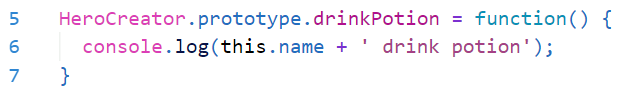 5 HeroCreator.prototype.drinkPotion = function() {
6   console.log(this.name + ' drink potion');
7 }